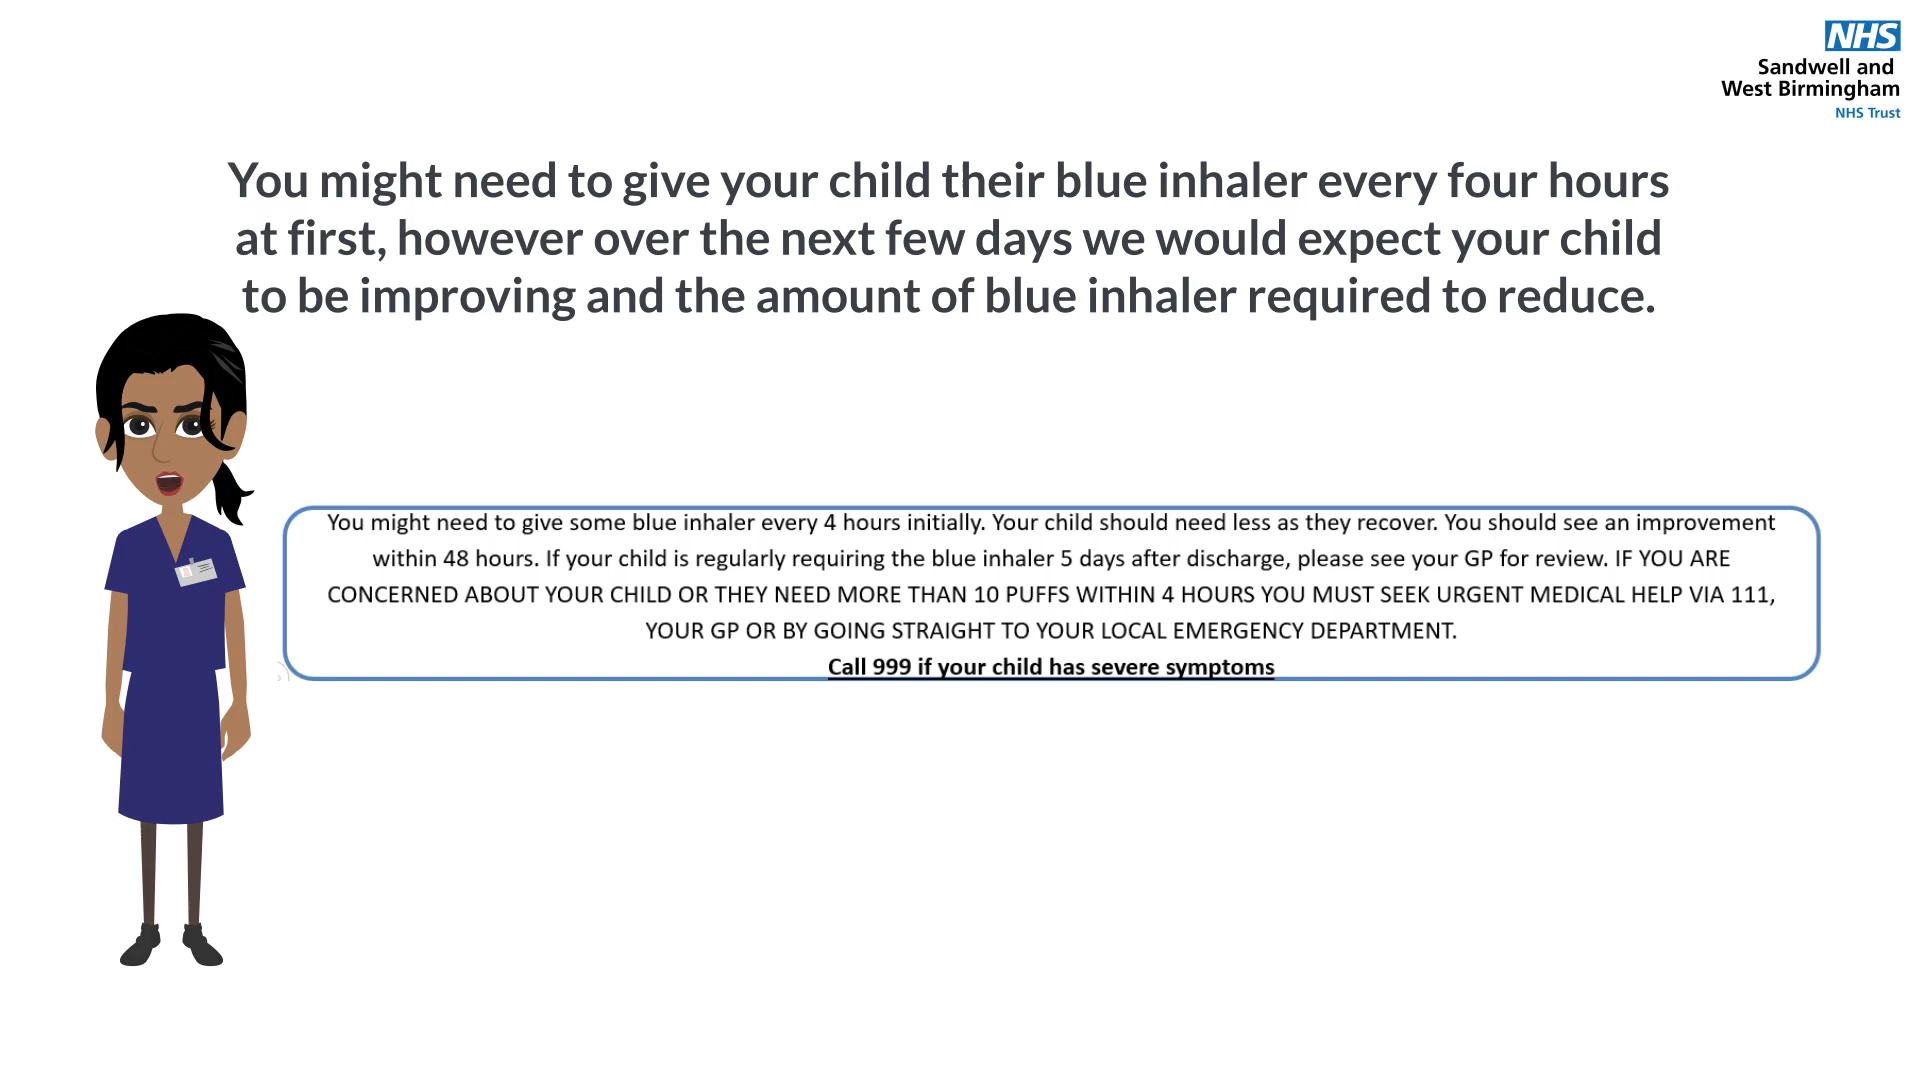 NHS
Sandwell and
West Birmingham
NHS Trust
You might need to give your child their blue inhaler every four hours
at first, however over the next few days we would expect your child
to be improving and the amount of blue inhaler required to reduce.
You might need to give some blue inhaler every 4 hours initially. Your child should need less as they recover. You should see an improvement
within 48 hours. If your child is regularly requiring the blue inhaler 5 days after discharge, please see your GP for review. IF YOU ARE
CONCERNED ABOUT YOUR CHILD OR THEY NEED MORE THAN 10 PUFFS WITHIN 4 HOURS YOU MUST SEEK URGENT MEDICAL HELP VIA 111,
YOUR GP OR BY GOING STRAIGHT TO YOUR LOCAL EMERGENCY DEPARTMENT.
Call 999 if your child has severe symptoms